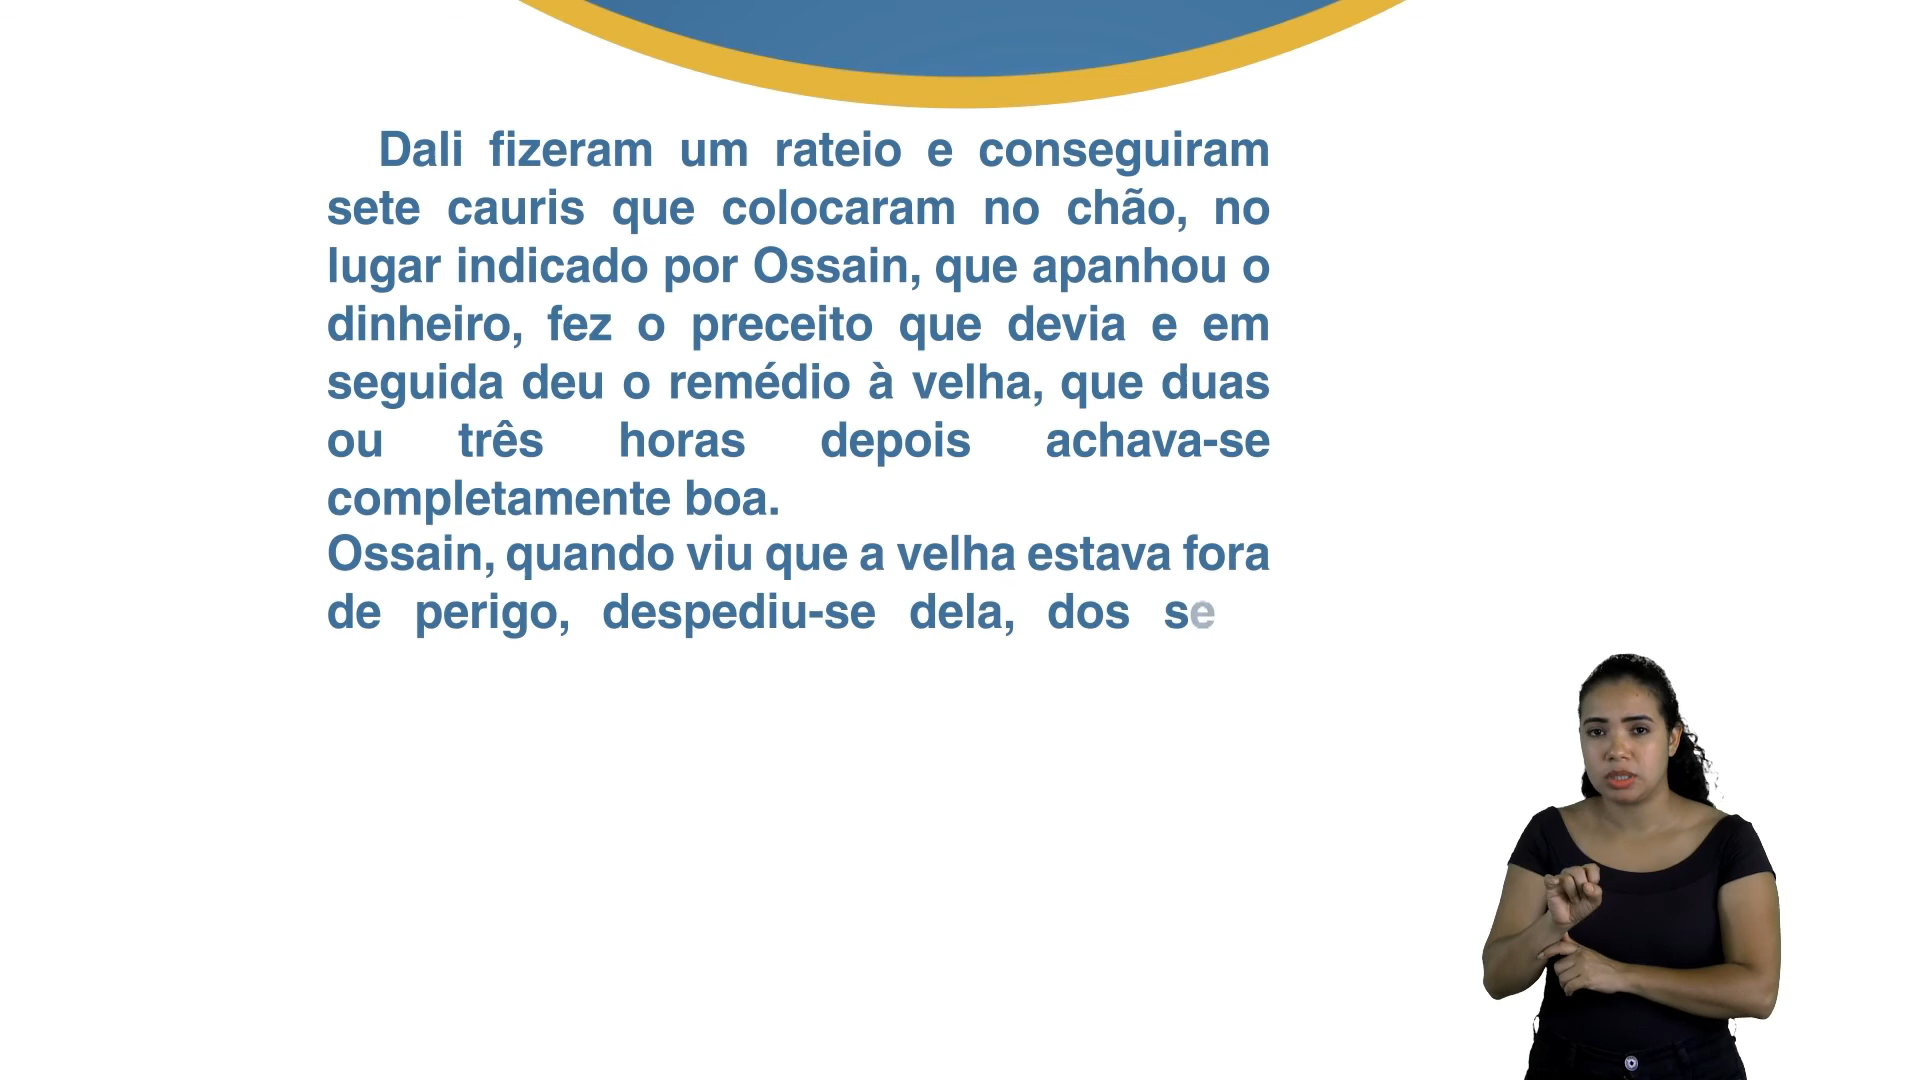 Dali fizeram um rateio e conseguiram
sete cauris que colocaram no chão, no
lugar indicado por Ossain, que apanhou o
dinheiro, fez o preceito que devia e em
seguida deu o remédio à velha, que duas
ou três horas depois achava-se
completamente boa.
Ossain, quando viu que a velha estava fora
de perigo, despediu-se dela, dos se